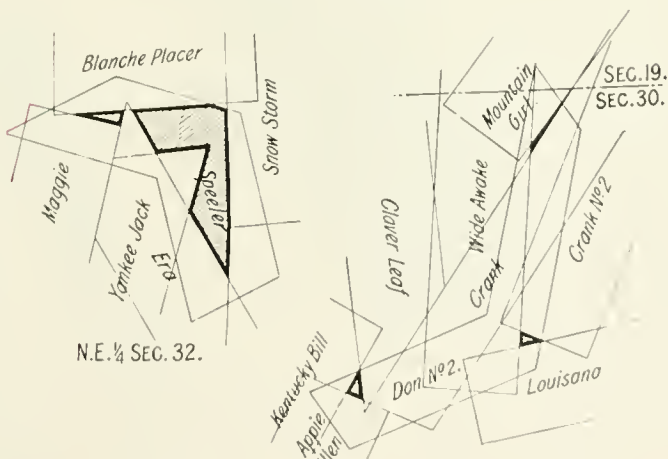 Blanche Placer
Snow Storm
Speeler
Maggie
Yankee Jack
Era
N.E. ¼ SEC. 32.
SEC. 19.
SEC. 30.
Mountain
Girl
Clover Leaf
Wide Awake
Crank
Crank Nº 2
Kentucky Bill
Appie
Don Nº 2.
Louisana